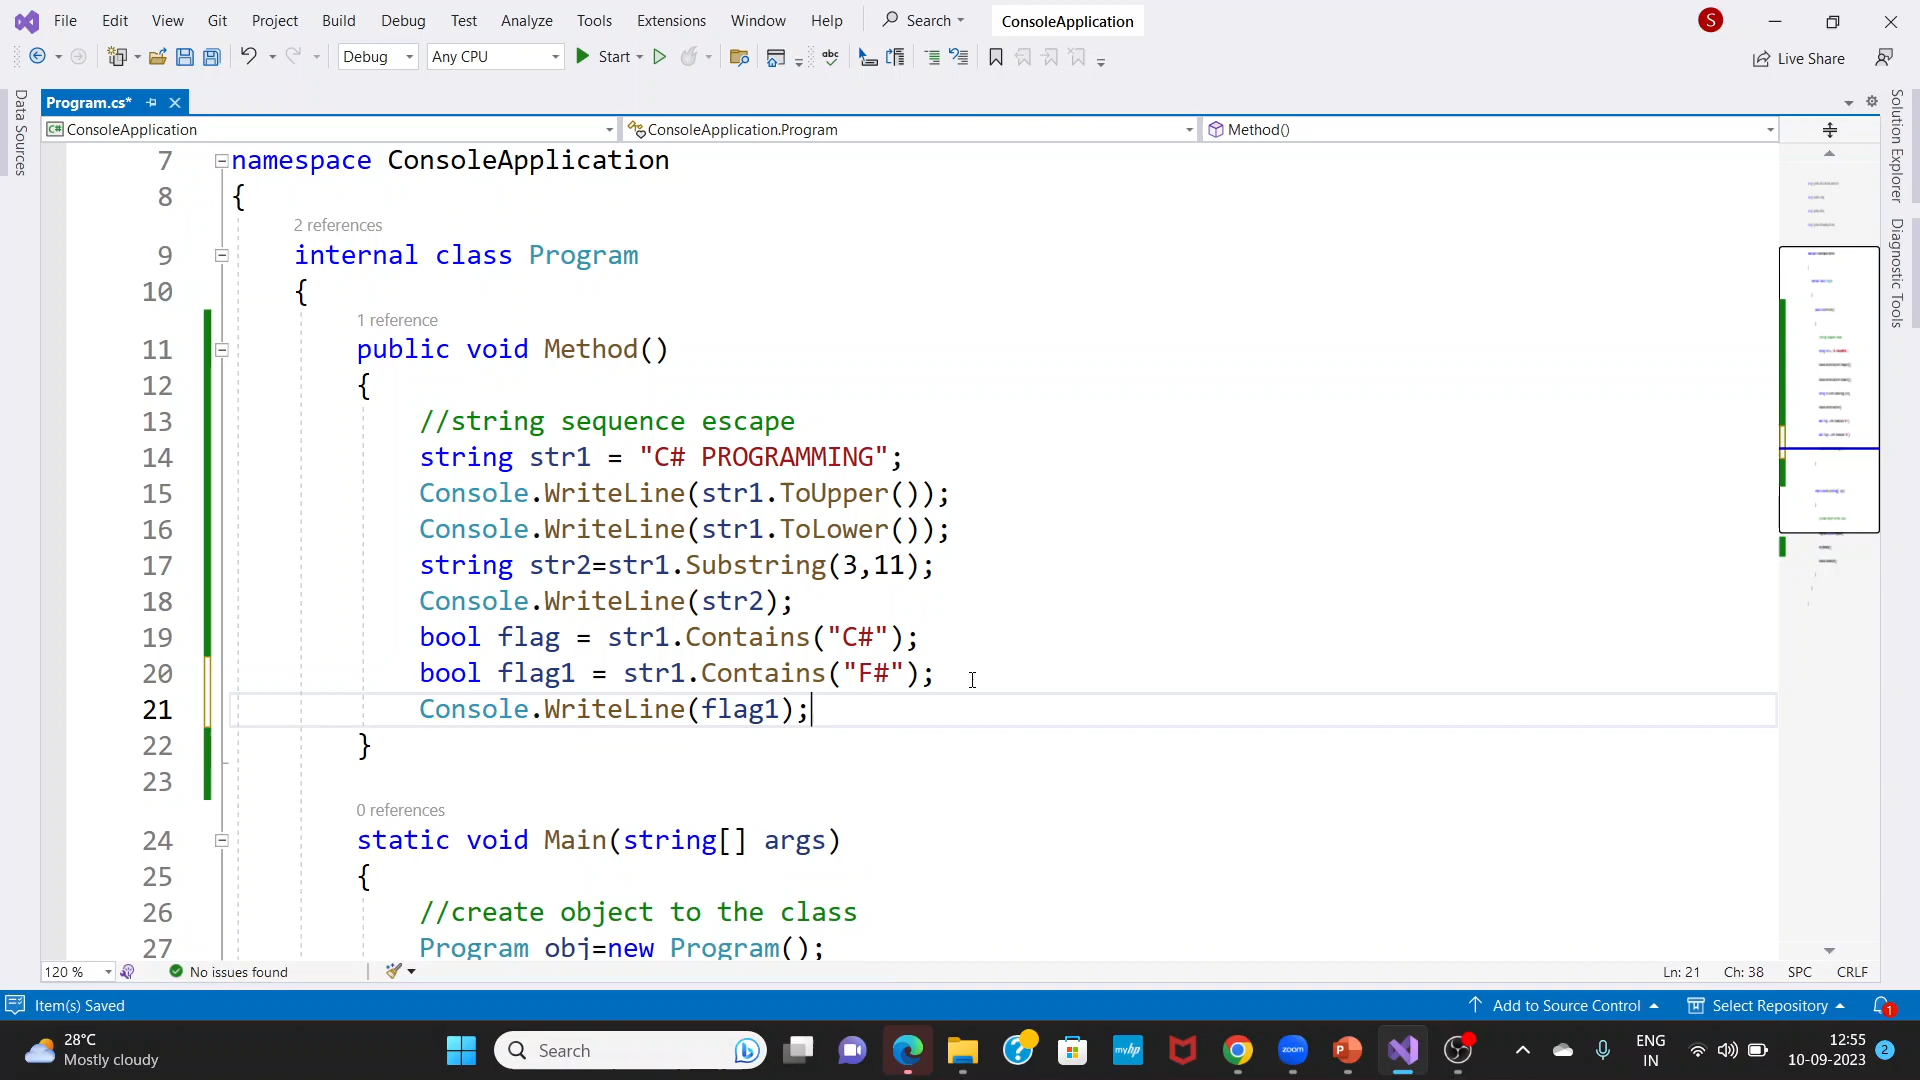 File Edit View Git Project Build Debug Test Analyze Tools Extensions Window Help Search ConsoleApplication S
Debug Any CPU Start Live Share
Program.cs*
ConsoleApplication ConsoleApplication.Program Method()
Data Sources
Solution Explorer
Diagnostic Tools
7 namespace ConsoleApplication
8 {
2 references
9 internal class Program
10 {
1 reference
11 public void Method()
12 {
13 //string sequence escape
14 string str1 = "C# PROGRAMMING";
15 Console.WriteLine(str1.ToUpper());
16 Console.WriteLine(str1.ToLower());
17 string str2=str1.Substring(3,11);
18 Console.WriteLine(str2);
19 bool flag = str1.Contains("C#");
20 bool flag1 = str1.Contains("F#");
21 Console.WriteLine(flag1);
22 }
23
0 references
24 static void Main(string[] args)
25 {
26 //create object to the class
27 Program obj=new Program();
120 % No issues found Ln: 21 Ch: 38 SPC CRLF
Item(s) Saved Add to Source Control Select Repository 1
28°C
Mostly cloudy
Search
myhp
zoom
ENG
IN
12:55
10-09-2023
2